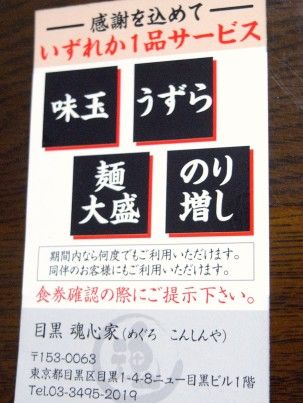 感謝を込めて
いずれか1品サービス
味玉
うずら
麺
大盛
のり
増し
期間内なら何度でもご利用いただけます。
同伴のお客様にもご利用いただけます。
食券確認の際にご提示下さい。
目黒 魂心家(めぐろ こんしんや)
〒153-0063
東京都目黒区目黒1-4-8ニュー目黒ビル1階
Tel.03-3495-2019